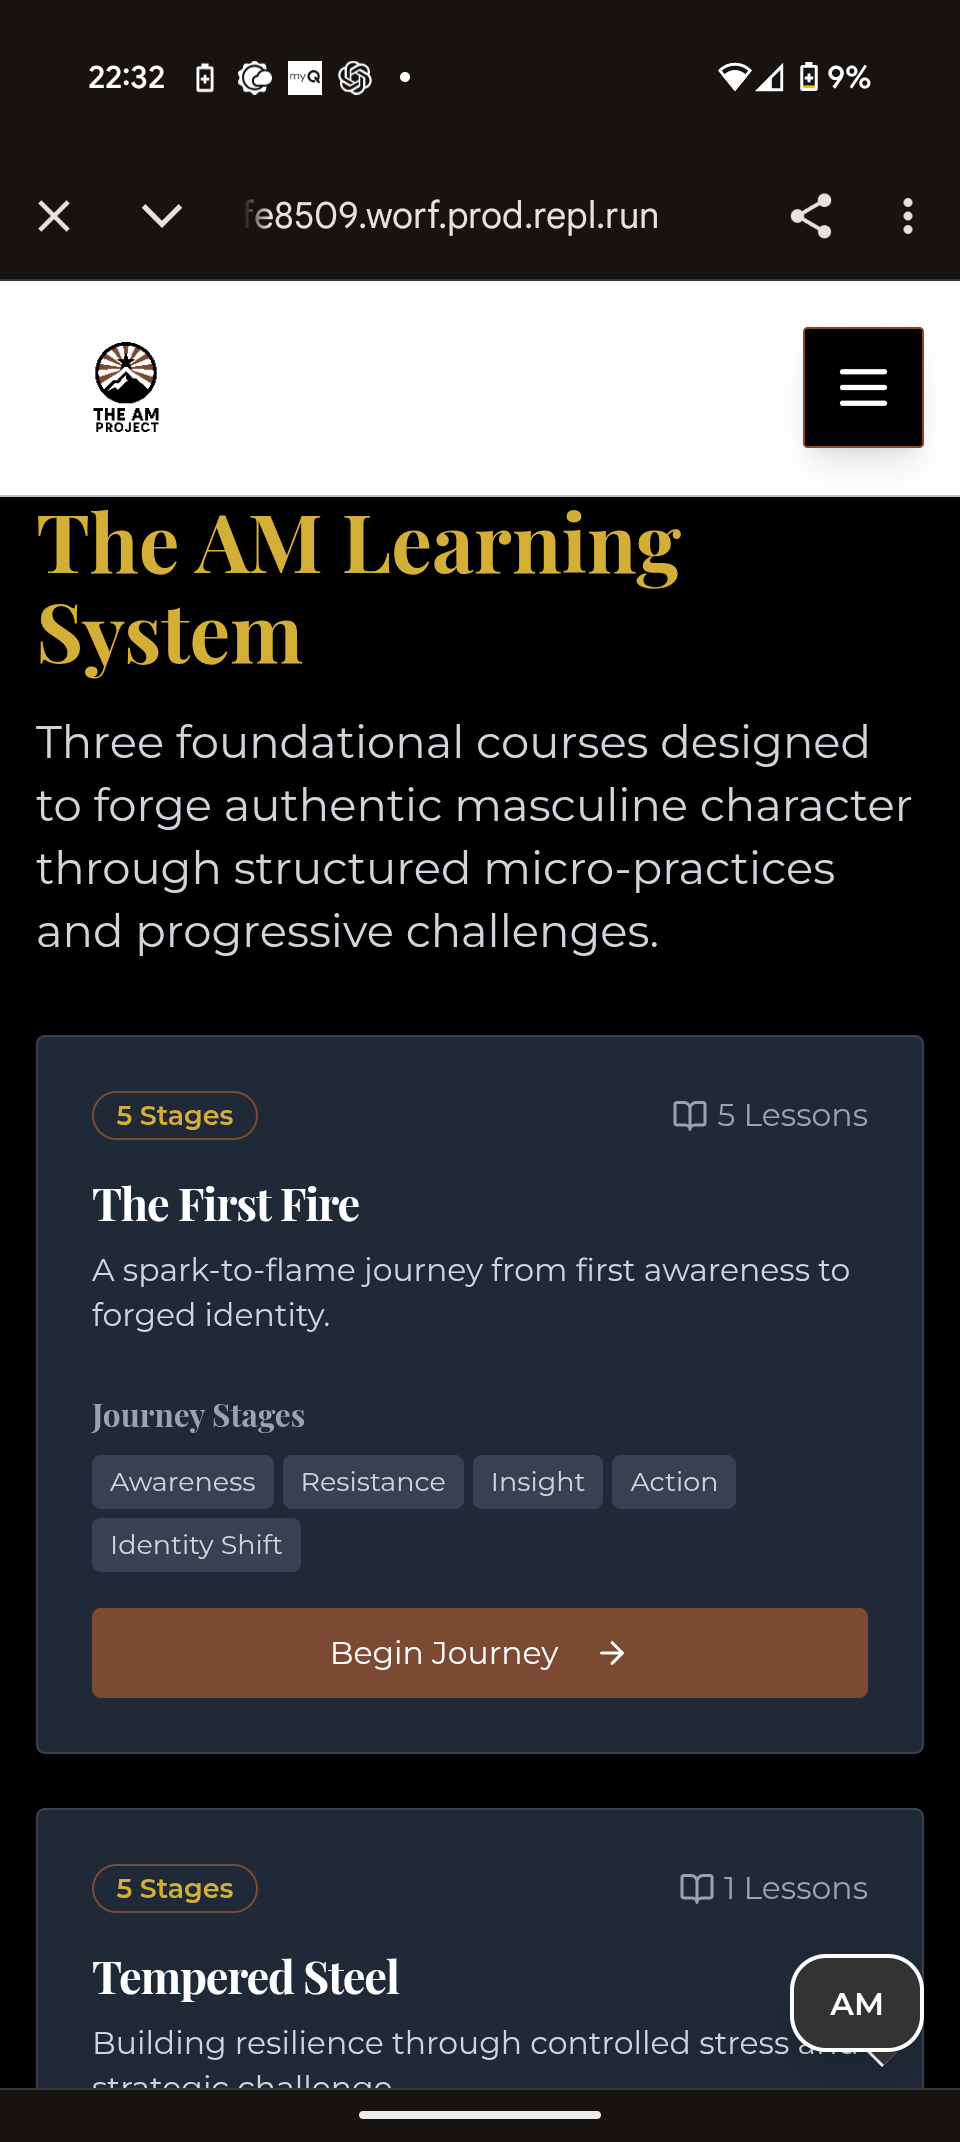 22:32
myQ
9%
fe8509.worf.prod.repl.run
THE AM
PROJECT
The AM Learning
System
Three foundational courses designed
to forge authentic masculine character
through structured micro-practices
and progressive challenges.
5 Stages
5 Lessons
The First Fire
A spark-to-flame journey from first awareness to
forged identity.
Journey Stages
Awareness Resistance Insight Action
Identity Shift
Begin Journey
5 Stages
1 Lessons
Tempered Steel
AM
Building resilience through controlled stress and
strategic challenge